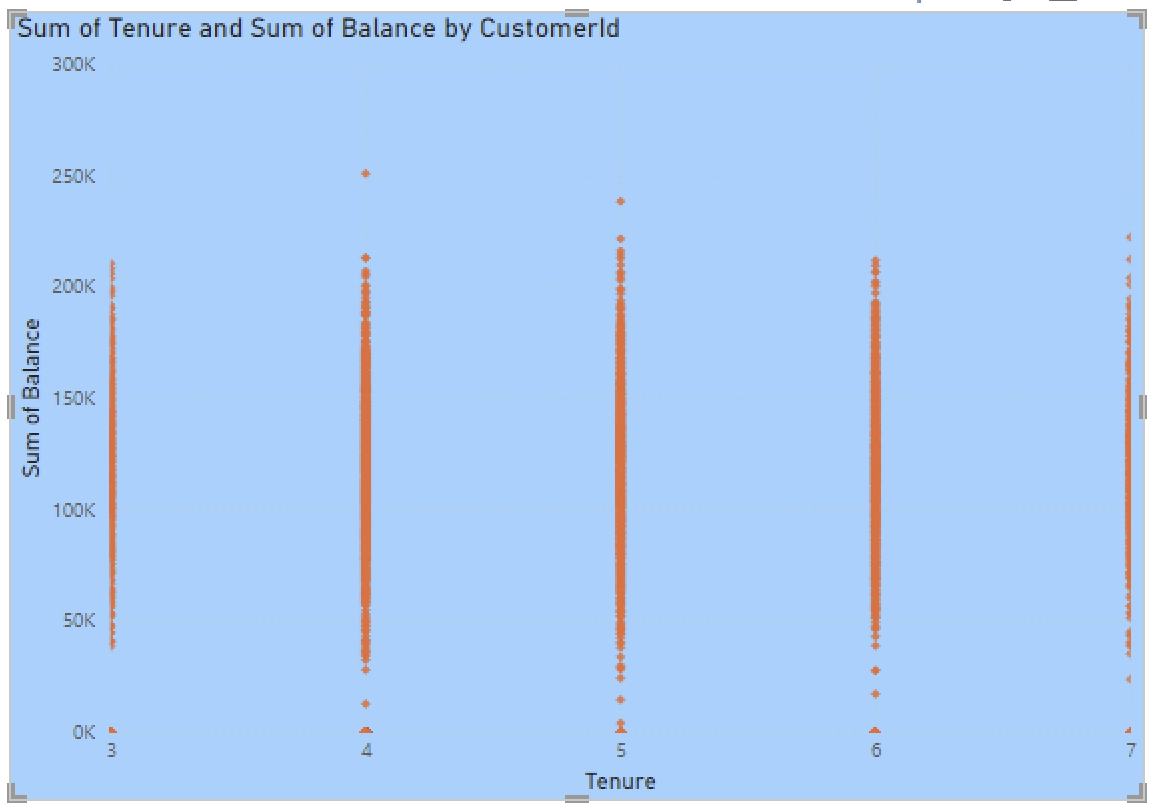 Sum of Tenure and Sum of Balance by CustomerId
300K
250K
200K
150K
100K
50K
0K
Sum of Balance
3 4 5 6 7
Tenure